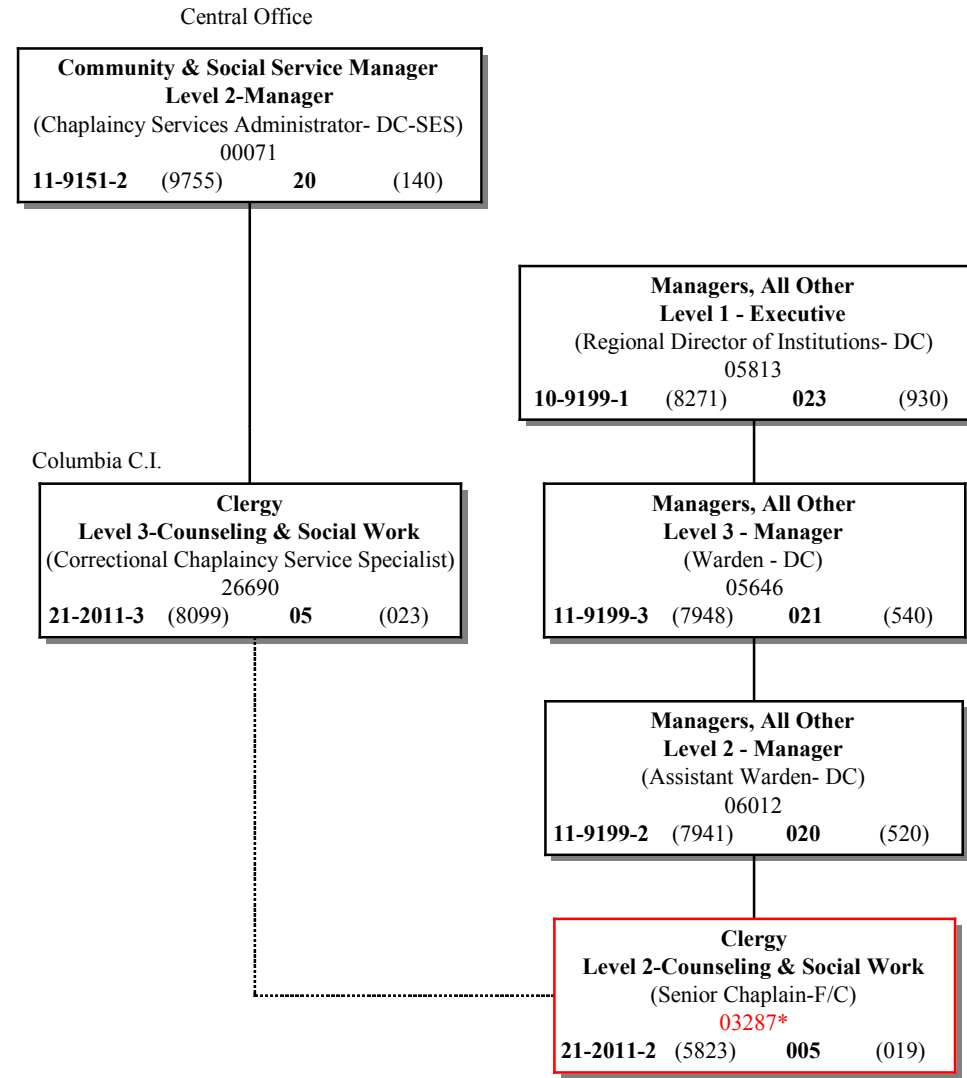 Central Office
Community & Social Service Manager
Level 2-Manager
(Chaplaincy Services Administrator- DC-SES)
00071
11-9151-2 (9755) 20 (140)
Managers, All Other
Level 1 - Executive
(Regional Director of Institutions- DC)
05813
10-9199-1 (8271) 023 (930)
Columbia C.I.
Clergy
Level 3-Counseling & Social Work
(Correctional Chaplaincy Service Specialist)
26690
21-2011-3 (8099) 05 (023)
Managers, All Other
Level 3 - Manager
(Warden - DC)
05646
11-9199-3 (7948) 021 (540)
Managers, All Other
Level 2 - Manager
(Assistant Warden- DC)
06012
11-9199-2 (7941) 020 (520)
Clergy
Level 2-Counseling & Social Work
(Senior Chaplain-F/C)
03287*
21-2011-2 (5823) 005 (019)